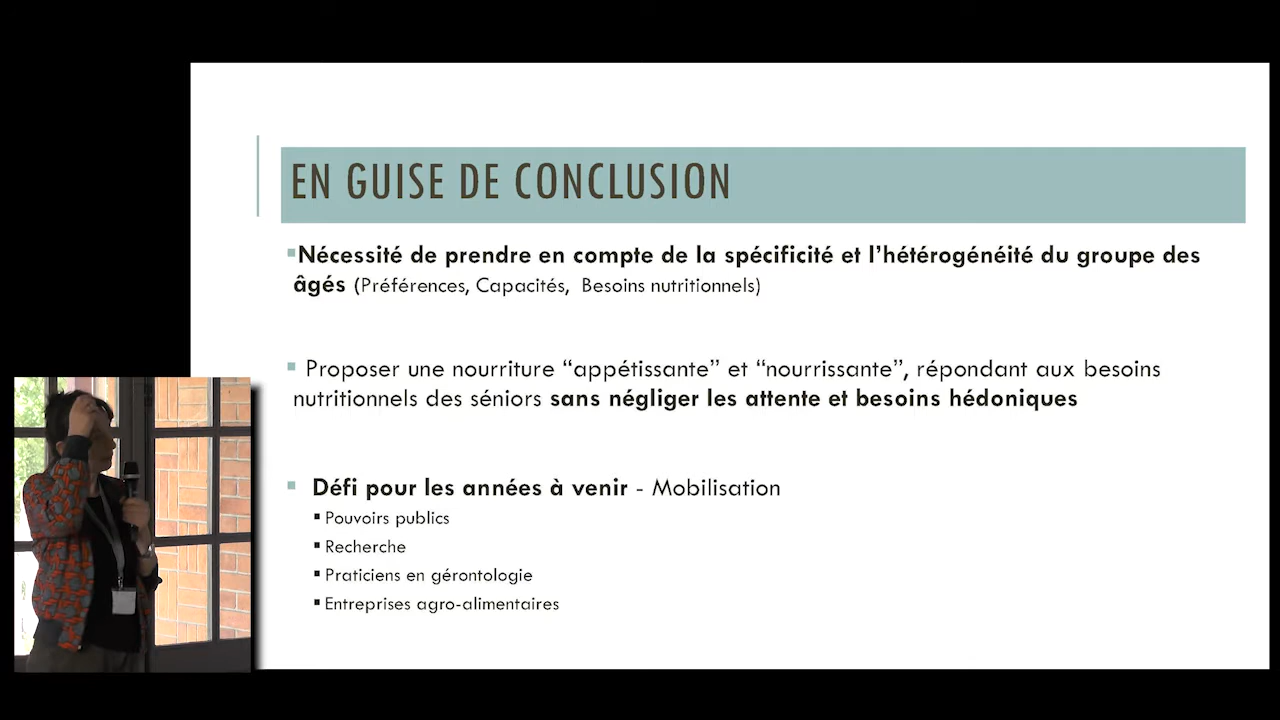 EN GUISE DE CONCLUSION
▪Nécessité de prendre en compte de la spécificité et l’hétérogénéité du groupe des
âgés (Préférences, Capacités, Besoins nutritionnels)
▪ Proposer une nourriture “appétissante” et “nourrissante”, répondant aux besoins
nutritionnels des séniors sans négliger les attente et besoins hédoniques
▪ Défi pour les années à venir - Mobilisation
▪ Pouvoirs publics
▪ Recherche
▪ Praticiens en gérontologie
▪ Entreprises agro-alimentaires